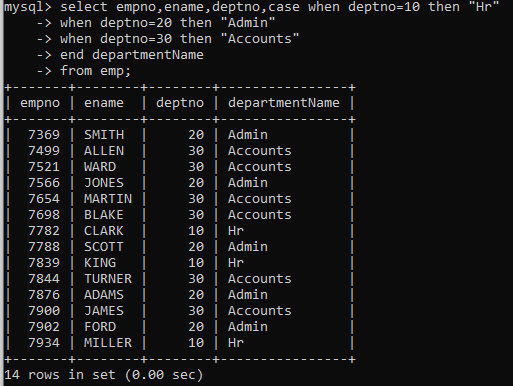 mysql> select empno,ename,deptno,case when deptno=10 then "Hr"
    -> when deptno=20 then "Admin"
    -> when deptno=30 then "Accounts"
    -> end departmentName
    -> from emp;
+-------+--------+--------+----------------+
| empno | ename  | deptno | departmentName |
+-------+--------+--------+----------------+
|  7369 | SMITH  |     20 | Admin          |
|  7499 | ALLEN  |     30 | Accounts       |
|  7521 | WARD   |     30 | Accounts       |
|  7566 | JONES  |     20 | Admin          |
|  7654 | MARTIN |     30 | Accounts       |
|  7698 | BLAKE  |     30 | Accounts       |
|  7782 | CLARK  |     10 | Hr             |
|  7788 | SCOTT  |     20 | Admin          |
|  7839 | KING   |     10 | Hr             |
|  7844 | TURNER |     30 | Accounts       |
|  7876 | ADAMS  |     20 | Admin          |
|  7900 | JAMES  |     30 | Accounts       |
|  7902 | FORD   |     20 | Admin          |
|  7934 | MILLER |     10 | Hr             |
+-------+--------+--------+----------------+
14 rows in set (0.00 sec)